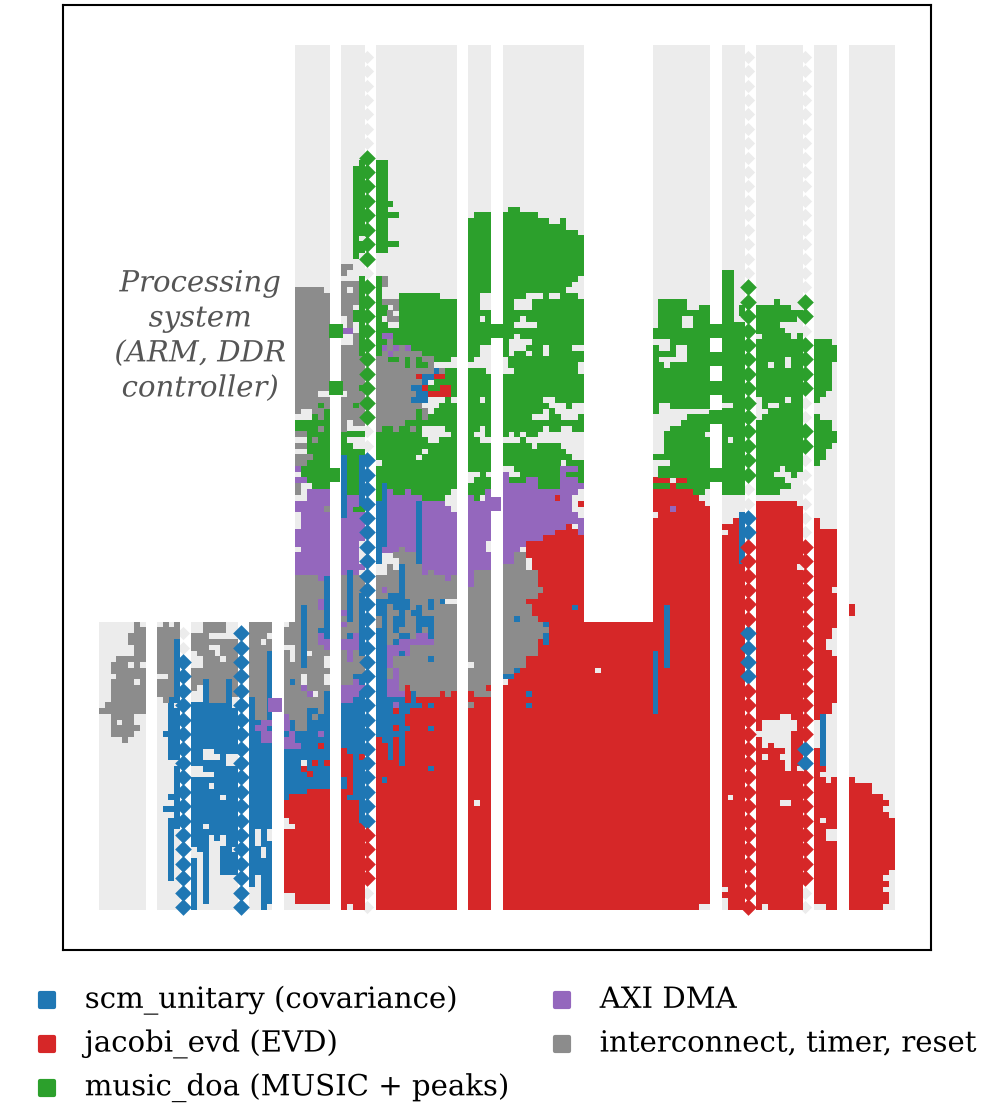 Processing
system
(ARM, DDR
controller)
scm_unitary (covariance)
jacobi_evd (EVD)
music_doa (MUSIC + peaks)
AXI DMA
interconnect, timer, reset